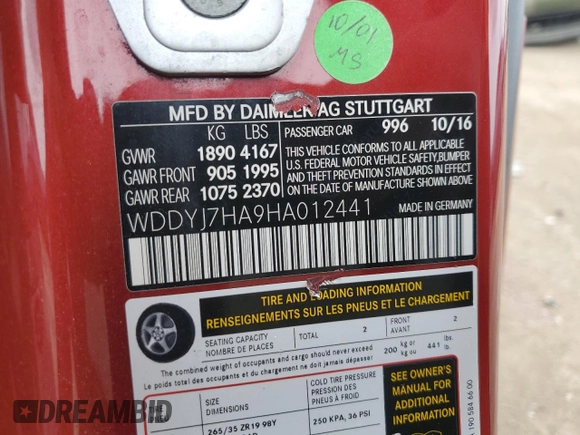 10/01
MS
MFD BY DAIMLER AG STUTTGART
KG LBS
PASSENGER CAR 996 10/16
GVWR 1890 4167
GAWR FRONT 905 1995
GAWR REAR 1075 2370
THIS VEHICLE CONFORMS TO ALL APPLICABLE
U.S. FEDERAL MOTOR VEHICLE SAFETY, BUMPER
AND THEFT PREVENTION STANDARDS IN EFFECT
ON THE DATE OF MANUFACTURE SHOWN ABOVE.
WDDYJ7HA9HA012441
MADE IN GERMANY
TIRE AND LOADING INFORMATION
RENSEIGNEMENTS SUR LES PNEUS ET LE CHARGEMENT
SEATING CAPACITY
NOMBRE DE PLACES
TOTAL 2
FRONT
AVANT 2
The combined weight of occupants and cargo should never exceed
Le poids total des occupants et du chargement ne doit jamais dépasser
200 kg or
kg ou
441 lbs.
lb.
SIZE
DIMENSIONS
COLD TIRE PRESSURE
PRESSION DES
PNEUS À FROID
265/35 ZR19 98Y
250 KPA, 36 PSI
SEE OWNER'S
MANUAL FOR
ADDITIONAL
INFORMATION
A 190 584 66 00
DREAMBID